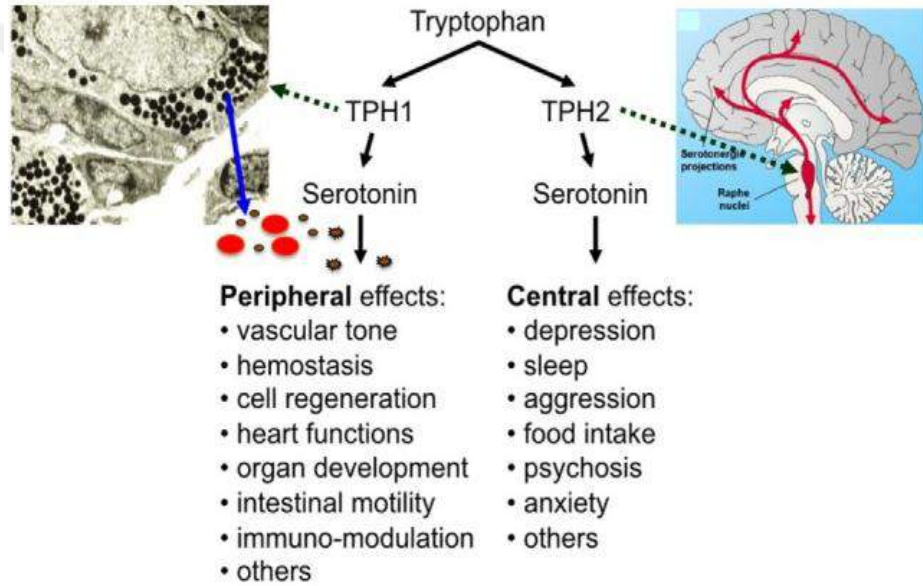 Tryptophan
TPH1
TPH2
Serotonin
Serotonin
Serotonergic
projections
Raphe
nuclei
Peripheral effects:
• vascular tone
• hemostasis
• cell regeneration
• heart functions
• organ development
• intestinal motility
• immuno-modulation
• others
Central effects:
• depression
• sleep
• aggression
• food intake
• psychosis
• anxiety
• others